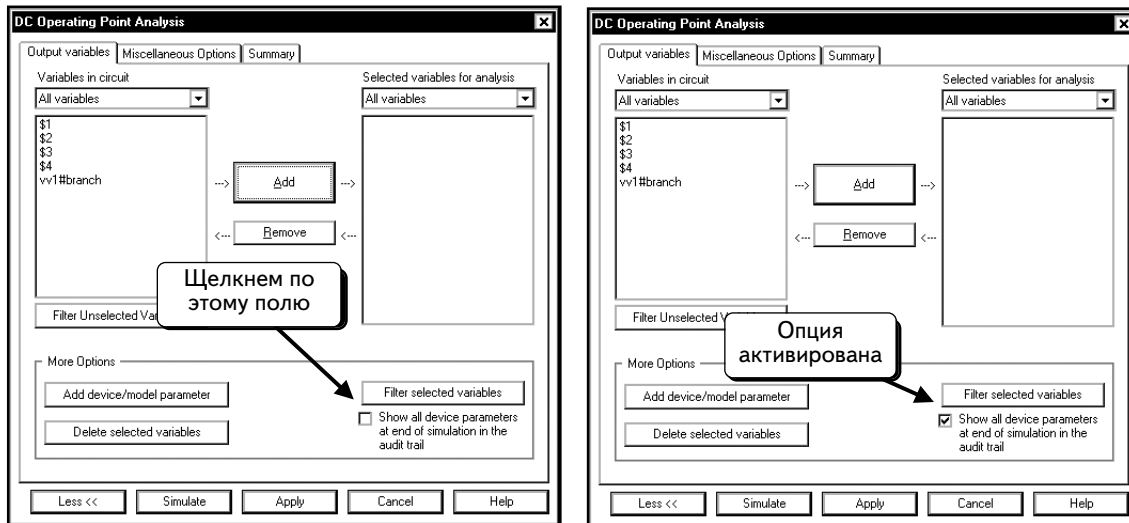 DC Operating Point Analysis
Output variables
Miscellaneous Options
Summary
Variables in circuit
All variables
$1
$2
$3
$4
vv1#branch
Filter Unselected Va
Selected variables for analysis
All variables
--->
Add
--->
<---
Remove
<---
Щелкнем по
этому полю
More Options
Add device/model parameter
Delete selected variables
Filter selected variables
Show all device parameters
at end of simulation in the
audit trail
Less <<
Simulate
Apply
Cancel
Help
DC Operating Point Analysis
Output variables
Miscellaneous Options
Summary
Variables in circuit
All variables
$1
$2
$3
$4
vv1#branch
Filter Unselected
Selected variables for analysis
All variables
--->
Add
--->
<---
Remove
<---
Опция
активирована
More Options
Add device/model parameter
Delete selected variables
Filter selected variables
Show all device parameters
at end of simulation in the
audit trail
Less <<
Simulate
Apply
Cancel
Help